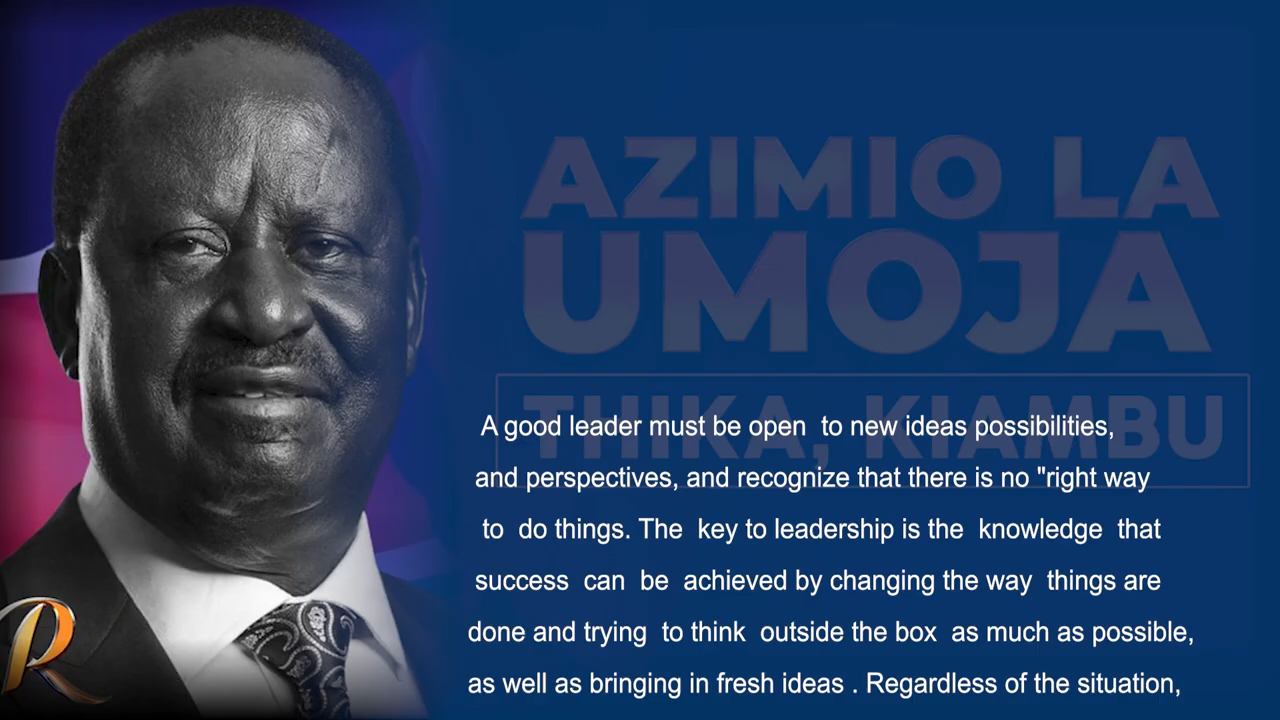 AZIMIO LA
UMOJA
THIKA, KIAMBU
A good leader must be open to new ideas possibilities,
and perspectives, and recognize that there is no "right way
to do things. The key to leadership is the knowledge that
success can be achieved by changing the way things are
done and trying to think outside the box as much as possible,
as well as bringing in fresh ideas . Regardless of the situation,
R